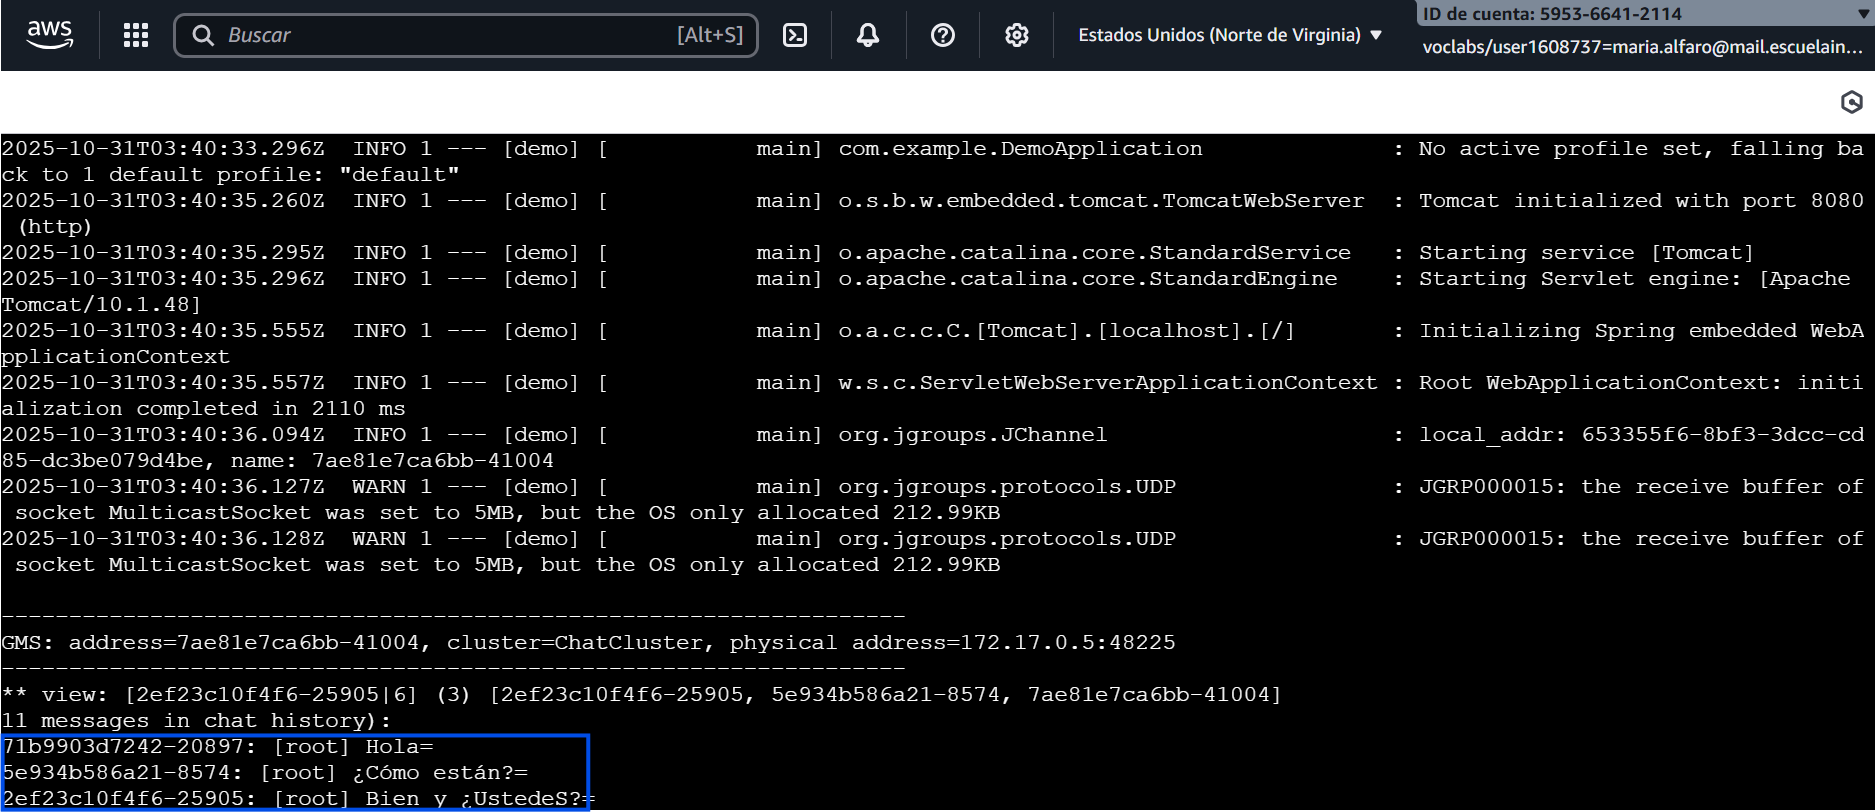 aws
Buscar [Alt+S]
Estados Unidos (Norte de Virginia) ▼
ID de cuenta: 5953-6641-2114
voclabs/user1608737=maria.alfaro@mail.escuelain...
2025-10-31T03:40:33.296Z  INFO 1 --- [demo] [           main] com.example.DemoApplication              : No active profile set, falling ba
ck to 1 default profile: "default"
2025-10-31T03:40:35.260Z  INFO 1 --- [demo] [           main] o.s.b.w.embedded.tomcat.TomcatWebServer  : Tomcat initialized with port 8080
 (http)
2025-10-31T03:40:35.295Z  INFO 1 --- [demo] [           main] o.apache.catalina.core.StandardService   : Starting service [Tomcat]
2025-10-31T03:40:35.296Z  INFO 1 --- [demo] [           main] o.apache.catalina.core.StandardEngine    : Starting Servlet engine: [Apache
Tomcat/10.1.48]
2025-10-31T03:40:35.555Z  INFO 1 --- [demo] [           main] o.a.c.c.C.[Tomcat].[localhost].[/]       : Initializing Spring embedded WebA
pplicationContext
2025-10-31T03:40:35.557Z  INFO 1 --- [demo] [           main] w.s.c.ServletWebServerApplicationContext : Root WebApplicationContext: initi
alization completed in 2110 ms
2025-10-31T03:40:36.094Z  INFO 1 --- [demo] [           main] org.jgroups.JChannel                     : local_addr: 653355f6-8bf3-3dcc-cd
85-dc3be079d4be, name: 7ae81e7ca6bb-41004
2025-10-31T03:40:36.127Z  WARN 1 --- [demo] [           main] org.jgroups.protocols.UDP                : JGRP000015: the receive buffer of
 socket MulticastSocket was set to 5MB, but the OS only allocated 212.99KB
2025-10-31T03:40:36.128Z  WARN 1 --- [demo] [           main] org.jgroups.protocols.UDP                : JGRP000015: the receive buffer of
 socket MulticastSocket was set to 5MB, but the OS only allocated 212.99KB
-------------------------------------------------------------------
GMS: address=7ae81e7ca6bb-41004, cluster=ChatCluster, physical address=172.17.0.5:48225
-------------------------------------------------------------------
** view: [2ef23c10f4f6-25905|6] (3) [2ef23c10f4f6-25905, 5e934b586a21-8574, 7ae81e7ca6bb-41004]
11 messages in chat history):
71b9903d7242-20897: [root] Hola=
5e934b586a21-8574: [root] ¿Cómo están?=
2ef23c10f4f6-25905: [root] Bien y ¿UstedeS?=